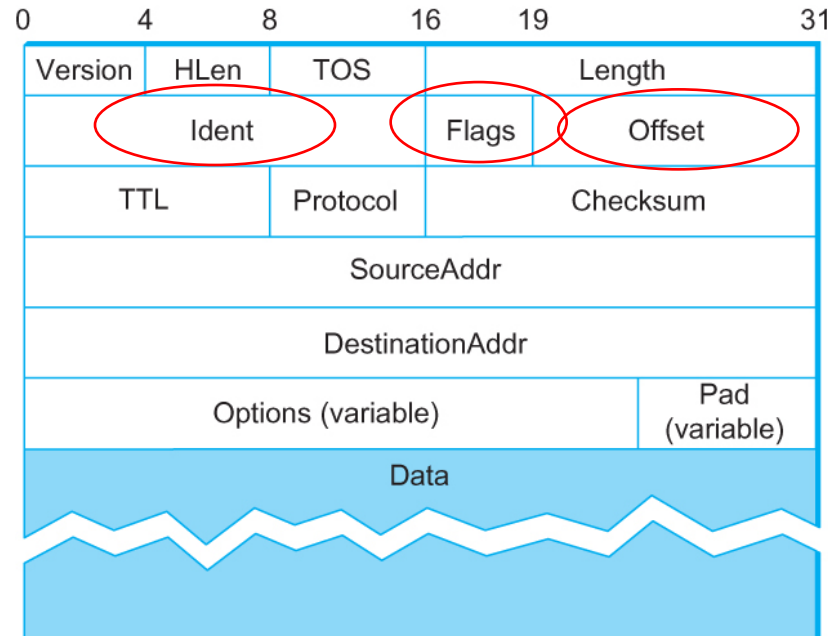 0 4 8 16 19 31
Version HLen TOS Length
Ident Flags Offset
TTL Protocol Checksum
SourceAddr
DestinationAddr
Options (variable) Pad
(variable)
Data